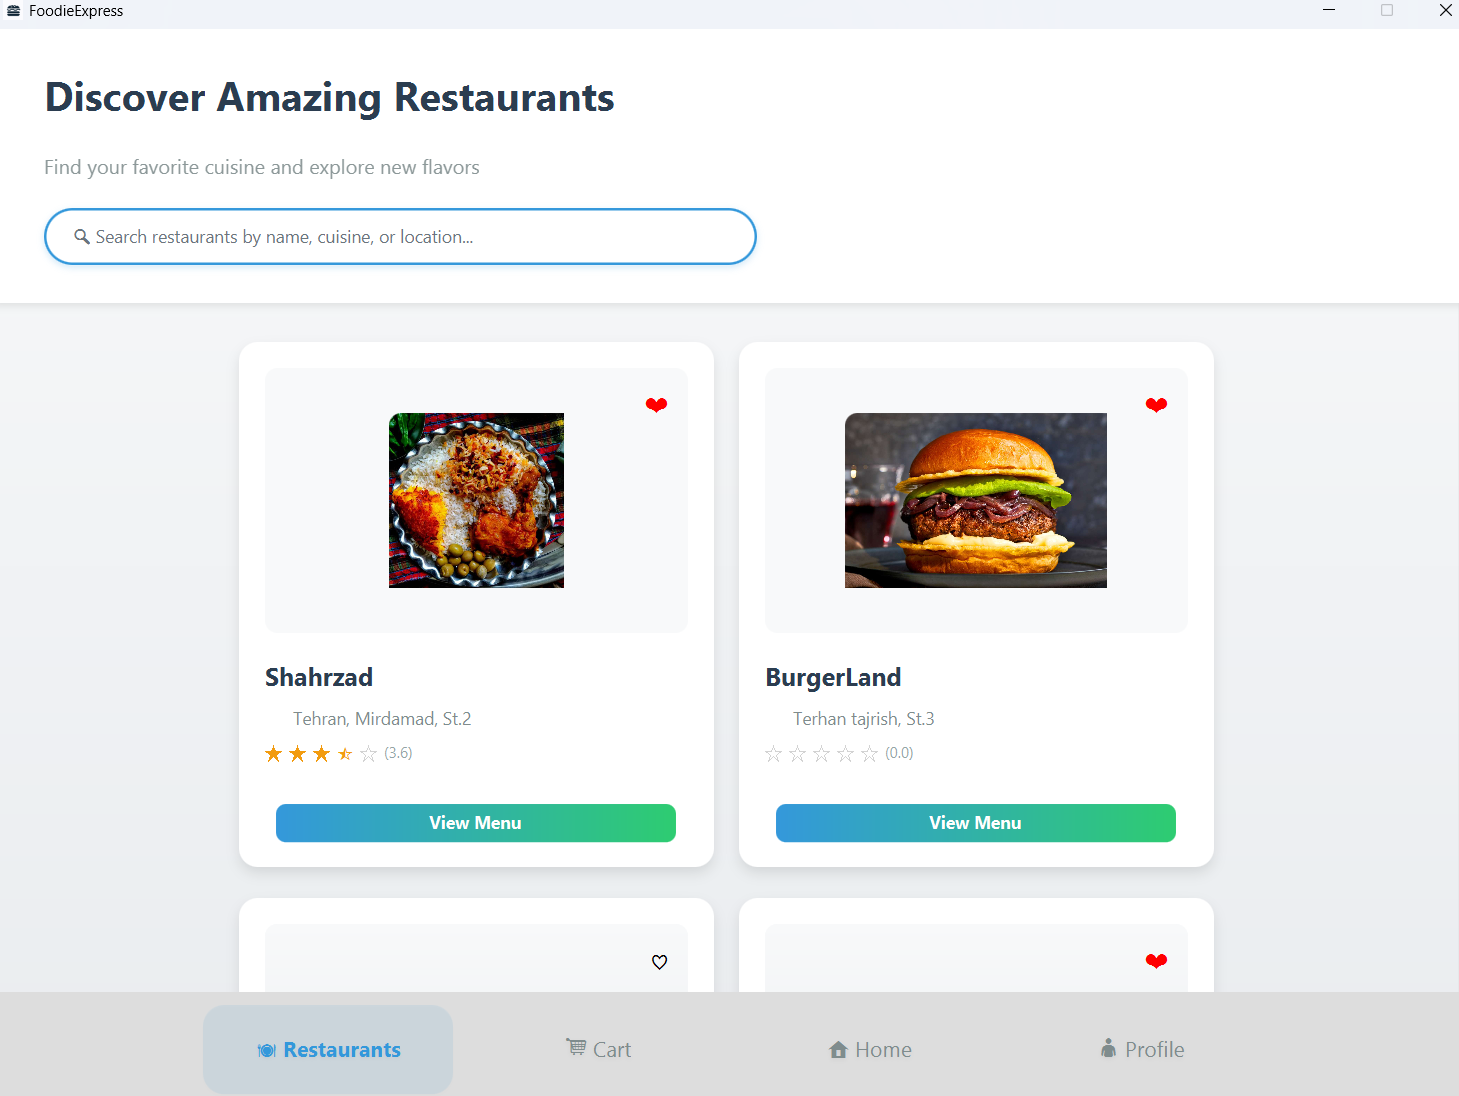 FoodieExpress
Discover Amazing Restaurants
Find your favorite cuisine and explore new flavors
Search restaurants by name, cuisine, or location...
Shahrzad
Tehran, Mirdamad, St.2
(3.6)
View Menu
BurgerLand
Terhan tajrish, St.3
(0.0)
View Menu
Restaurants
Cart
Home
Profile